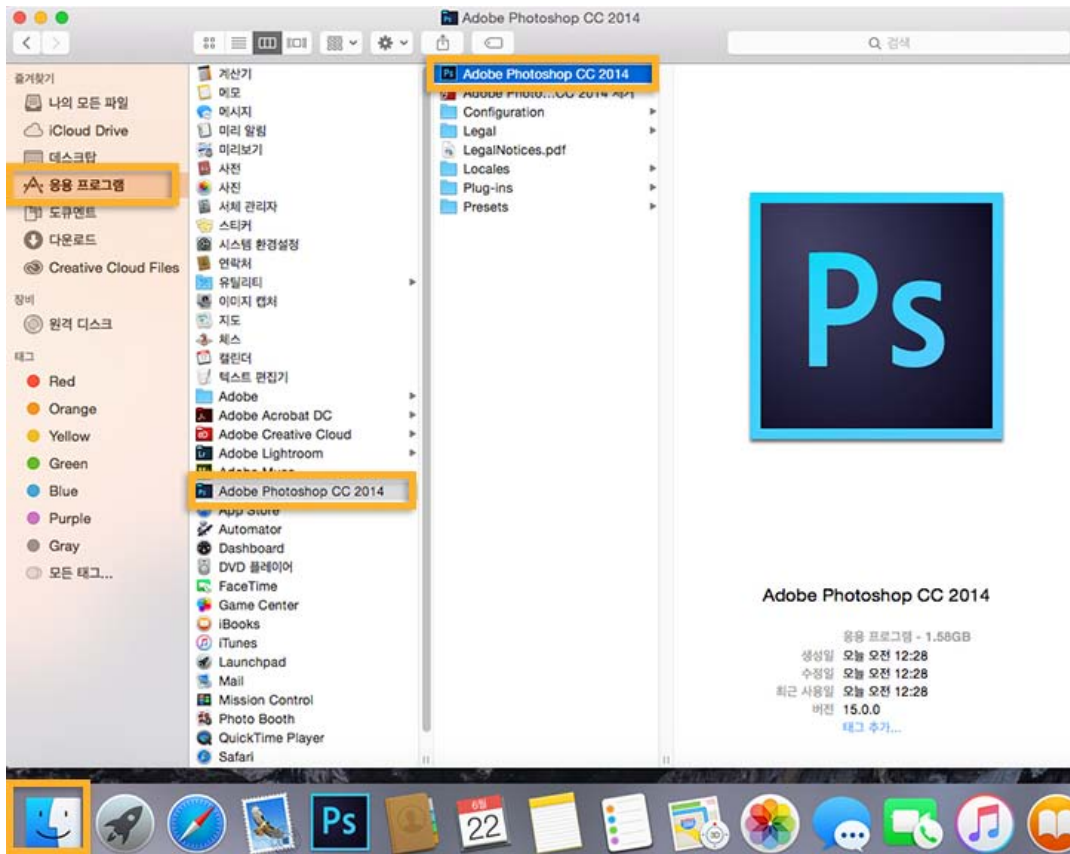 Adobe Photoshop CC 2014
검색
즐겨찾기
나의 모든 파일
iCloud Drive
데스크탑
응용 프로그램
도큐멘트
다운로드
Creative Cloud Files
장비
원격 디스크
태그
Red
Orange
Yellow
Green
Blue
Purple
Gray
모든 태그...
계산기
메모
메시지
미리 알림
미리보기
사전
사진
서체 관리자
스티커
시스템 환경설정
연락처
유틸리티
이미지 캡처
지도
체스
캘린더
텍스트 편집기
Adobe
Adobe Acrobat DC
Adobe Creative Cloud
Adobe Lightroom
Adobe Muse
Adobe Photoshop CC 2014
App Store
Automator
Dashboard
DVD 플레이어
FaceTime
Game Center
iBooks
iTunes
Launchpad
Mail
Mission Control
Photo Booth
QuickTime Player
Safari
Adobe Photoshop CC 2014
Adobe Photo...CC 2014 제거
Configuration
Legal
LegalNotices.pdf
Locales
Plug-ins
Presets
Ps
Adobe Photoshop CC 2014
응용 프로그램 - 1.58GB
생성일 오늘 오전 12:28
수정일 오늘 오전 12:28
최근 사용일 오늘 오전 12:28
버전 15.0.0
태그 추가...
Ps
6월
22
3D